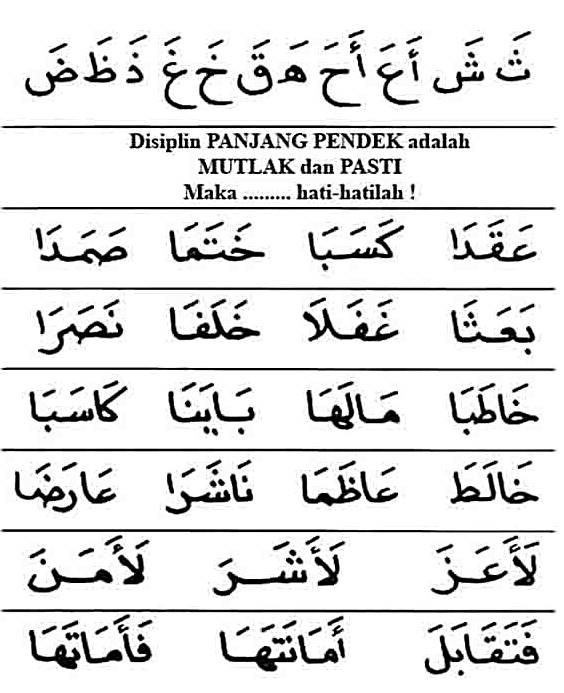 ثَ شَ أَعَ أَحَ هَـ قَ خَ غَ ذَ ظَ ضَ
Disiplin PANJANG PENDEK adalah
MUTLAK dan PASTI
Maka ......... hati-hatilah !
عَقَدَا كَسَبَا خَتَمَا صَمَدَا
بَعَثَا غَفَلَا خَلَفَا نَصَرَا
خَاطَبَا مَالَهَا بَايَنَا كَاسَبَا
خَالَطَ عَاظَمَا نَاشَرَا عَارَضَا
لَأَعَزَ لَأَشَرَ لَأَمَنَ
فَتَقَابَلَ أَمَانَتَهَا فَأَمَاتَهَا